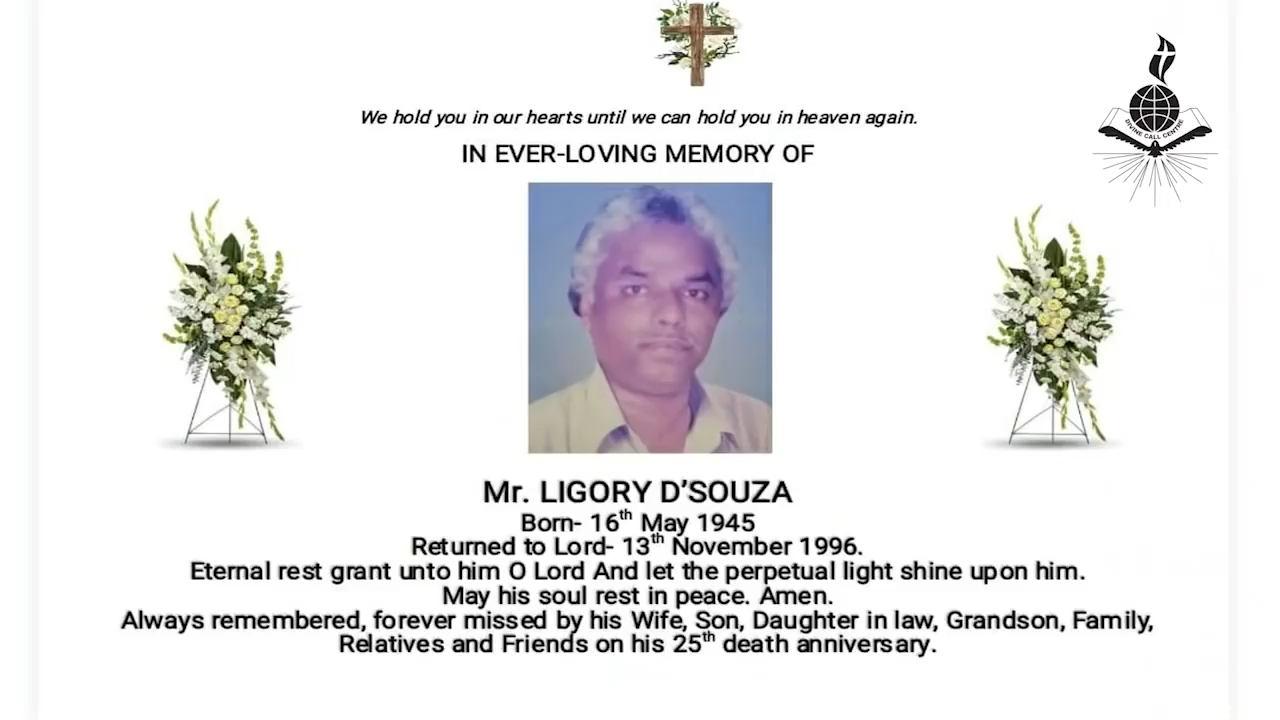 We hold you in our hearts until we can hold you in heaven again.
IN EVER-LOVING MEMORY OF
DIVINE CALL CENTRE
Mr. LIGORY D'SOUZA
Born- 16th May 1945
Returned to Lord- 13th November 1996.
Eternal rest grant unto him O Lord And let the perpetual light shine upon him.
May his soul rest in peace. Amen.
Always remembered, forever missed by his Wife, Son, Daughter in law, Grandson, Family,
Relatives and Friends on his 25th death anniversary.